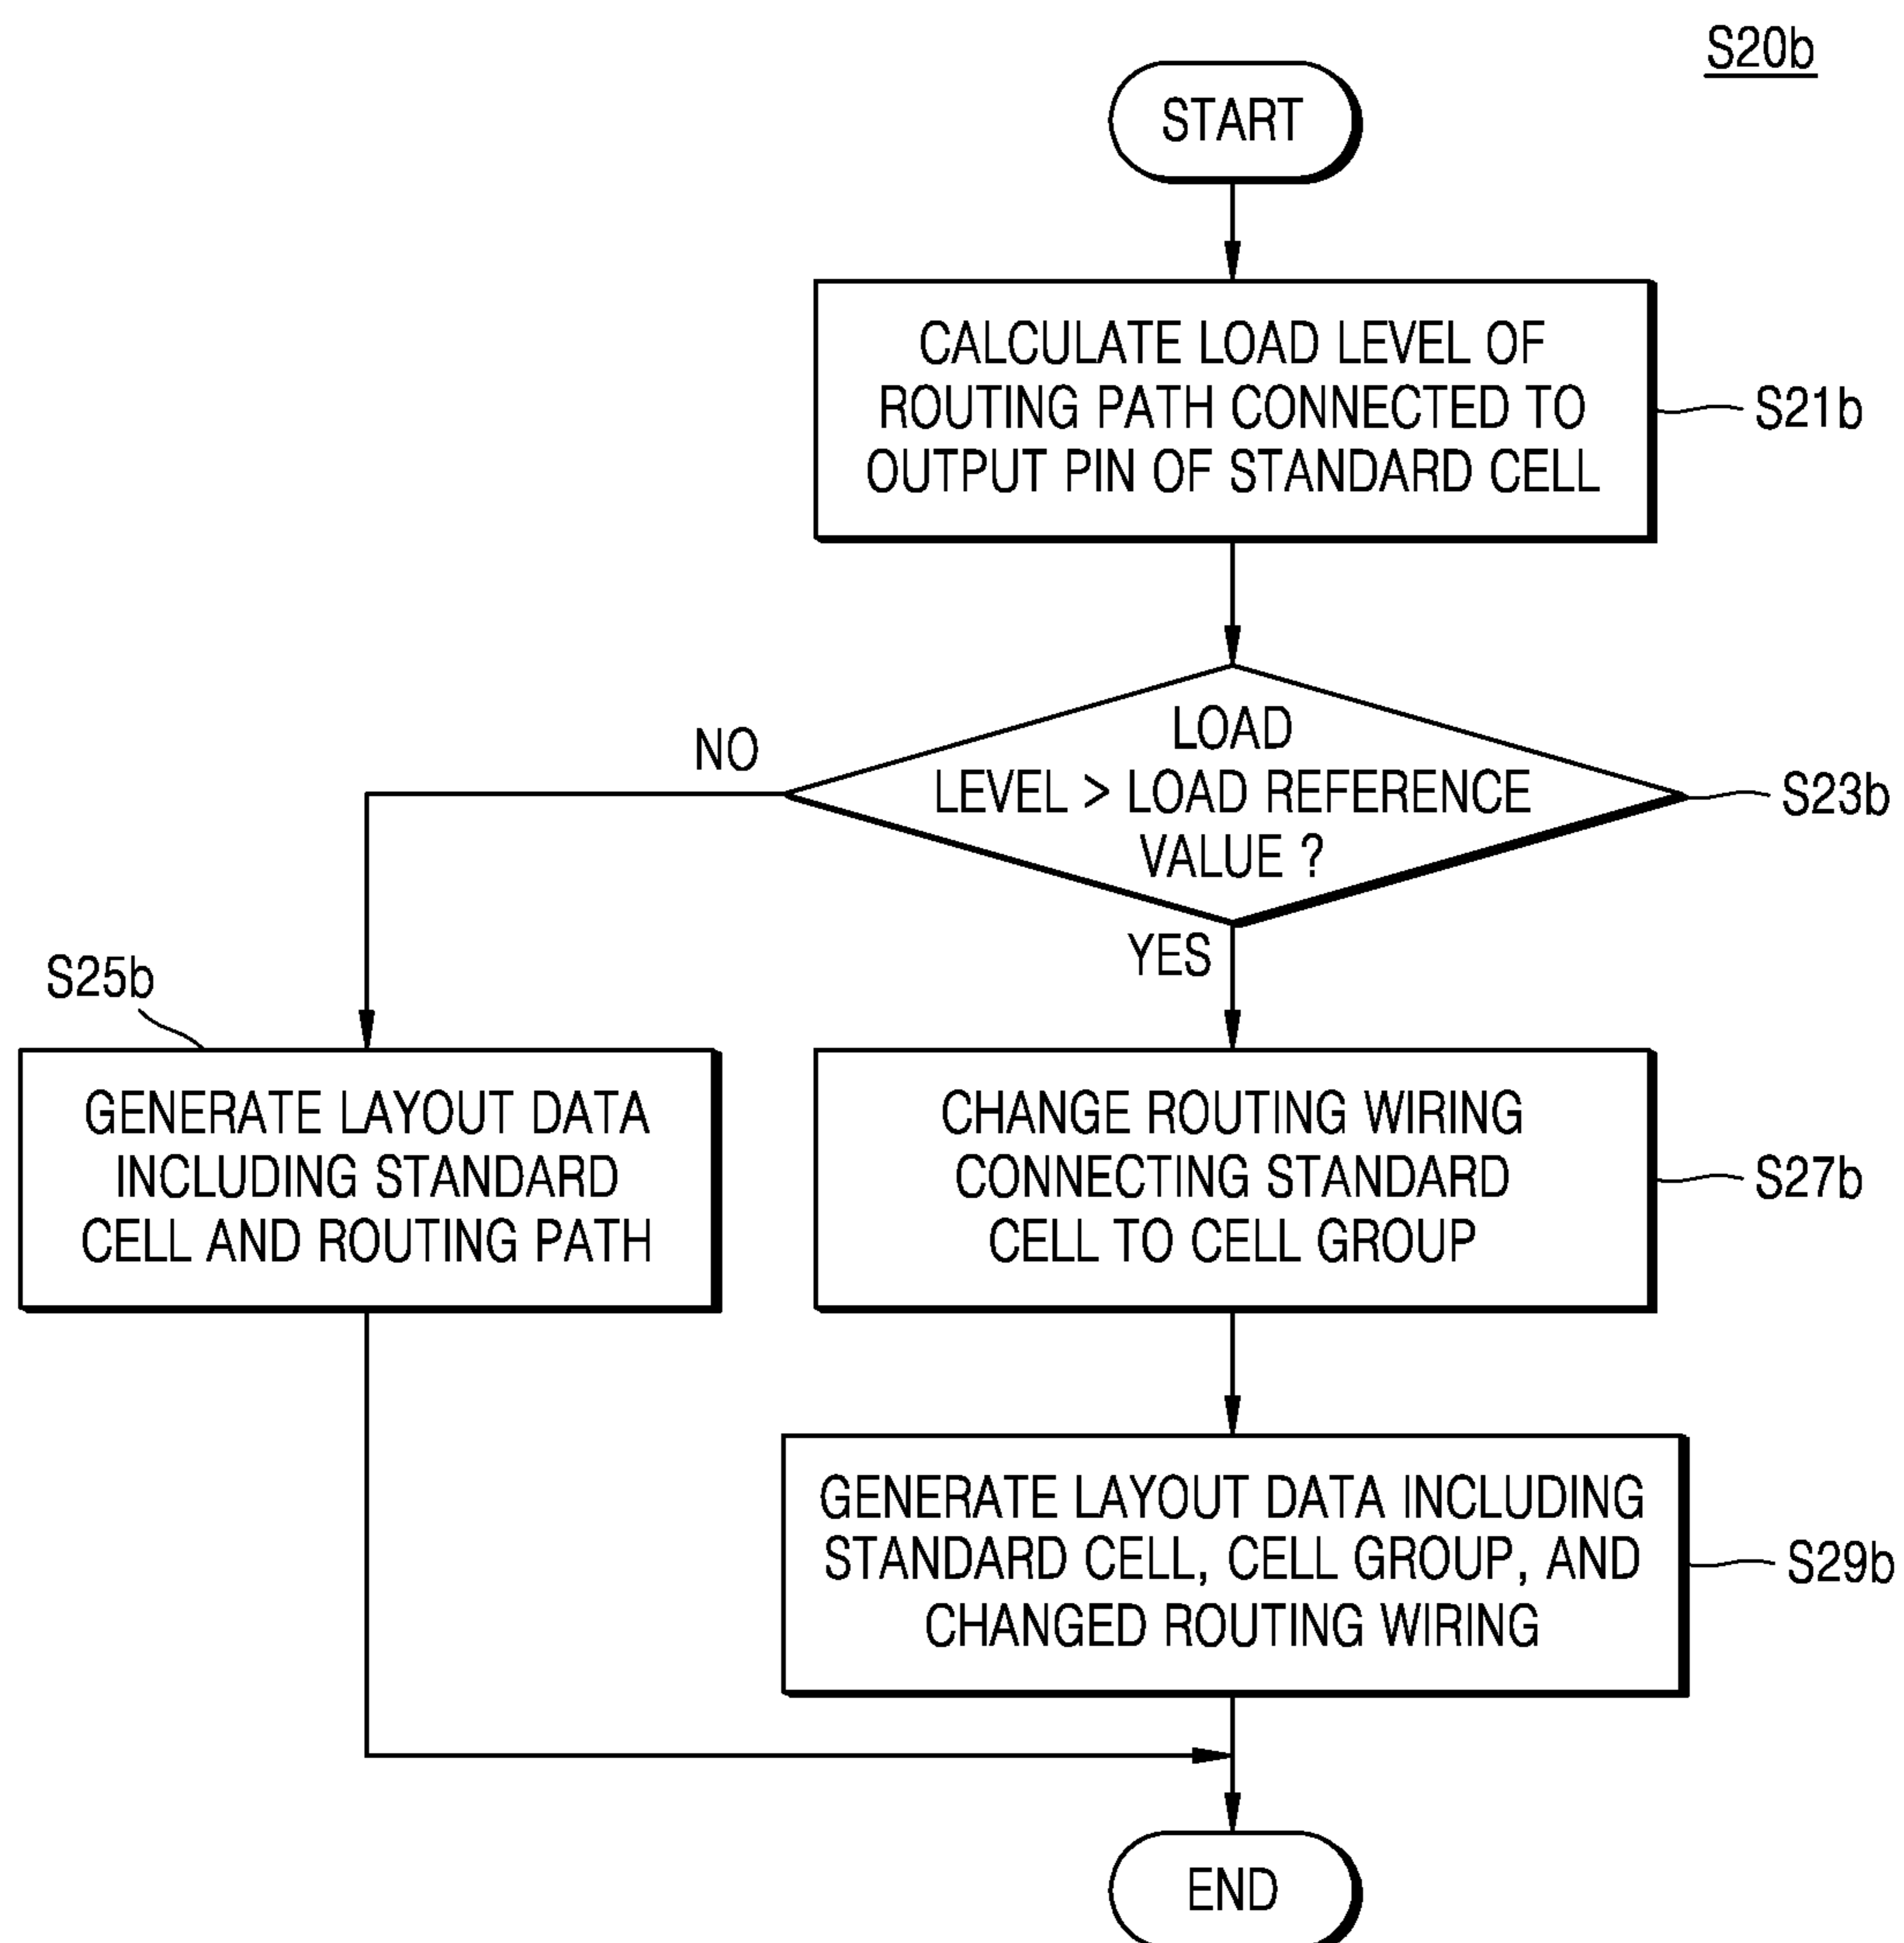 S20b
START
CALCULATE LOAD LEVEL OF
ROUTING PATH CONNECTED TO
OUTPUT PIN OF STANDARD CELL
S21b
LOAD
LEVEL > LOAD REFERENCE
VALUE ?
S23b
NO
YES
S25b
GENERATE LAYOUT DATA
INCLUDING STANDARD
CELL AND ROUTING PATH
CHANGE ROUTING WIRING
CONNECTING STANDARD
CELL TO CELL GROUP
S27b
GENERATE LAYOUT DATA INCLUDING
STANDARD CELL, CELL GROUP, AND
CHANGED ROUTING WIRING
S29b
END